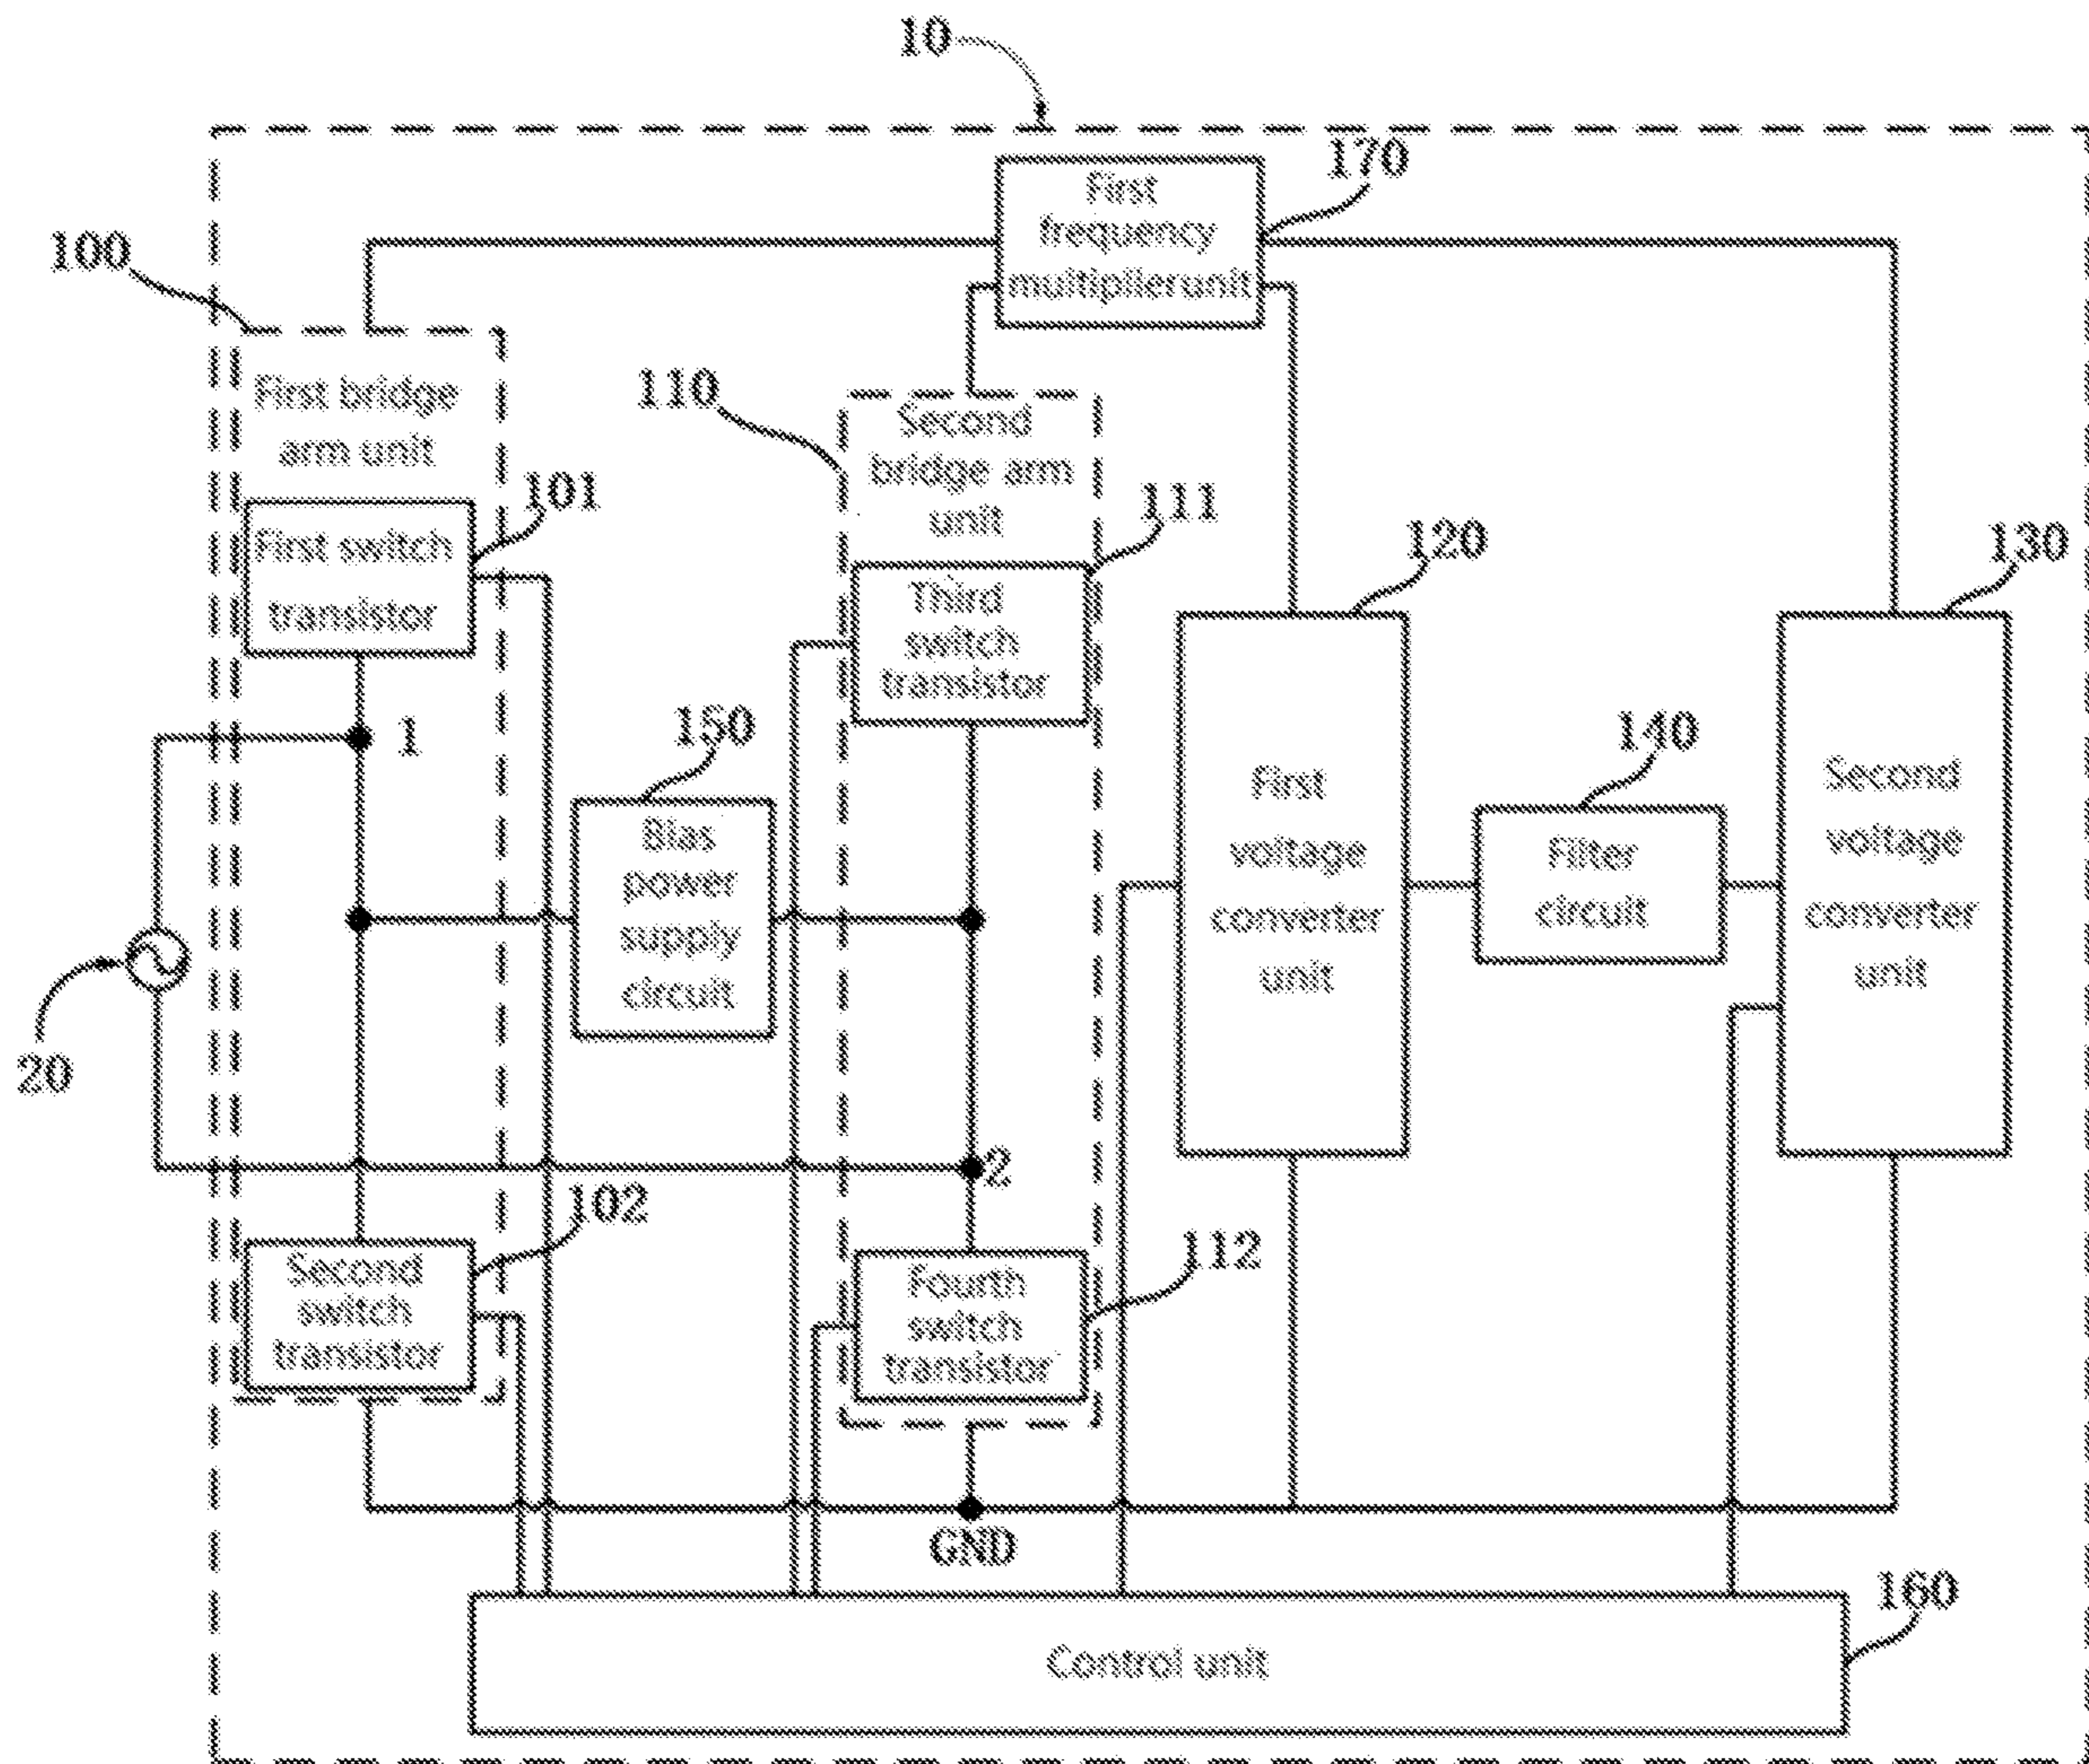 10
170
First
frequency
multiplierunit
100
First bridge
arm unit
110
Second
bridge arm
unit
101
First switch
transistor
111
Third
switch
transistor
120
130
1
150
Bias
power
supply
circuit
First
voltage
converter
unit
140
Filter
circuit
Second
voltage
converter
unit
20
2
102
Second
switch
transistor
112
Fourth
switch
transistor
GND
160
Control unit